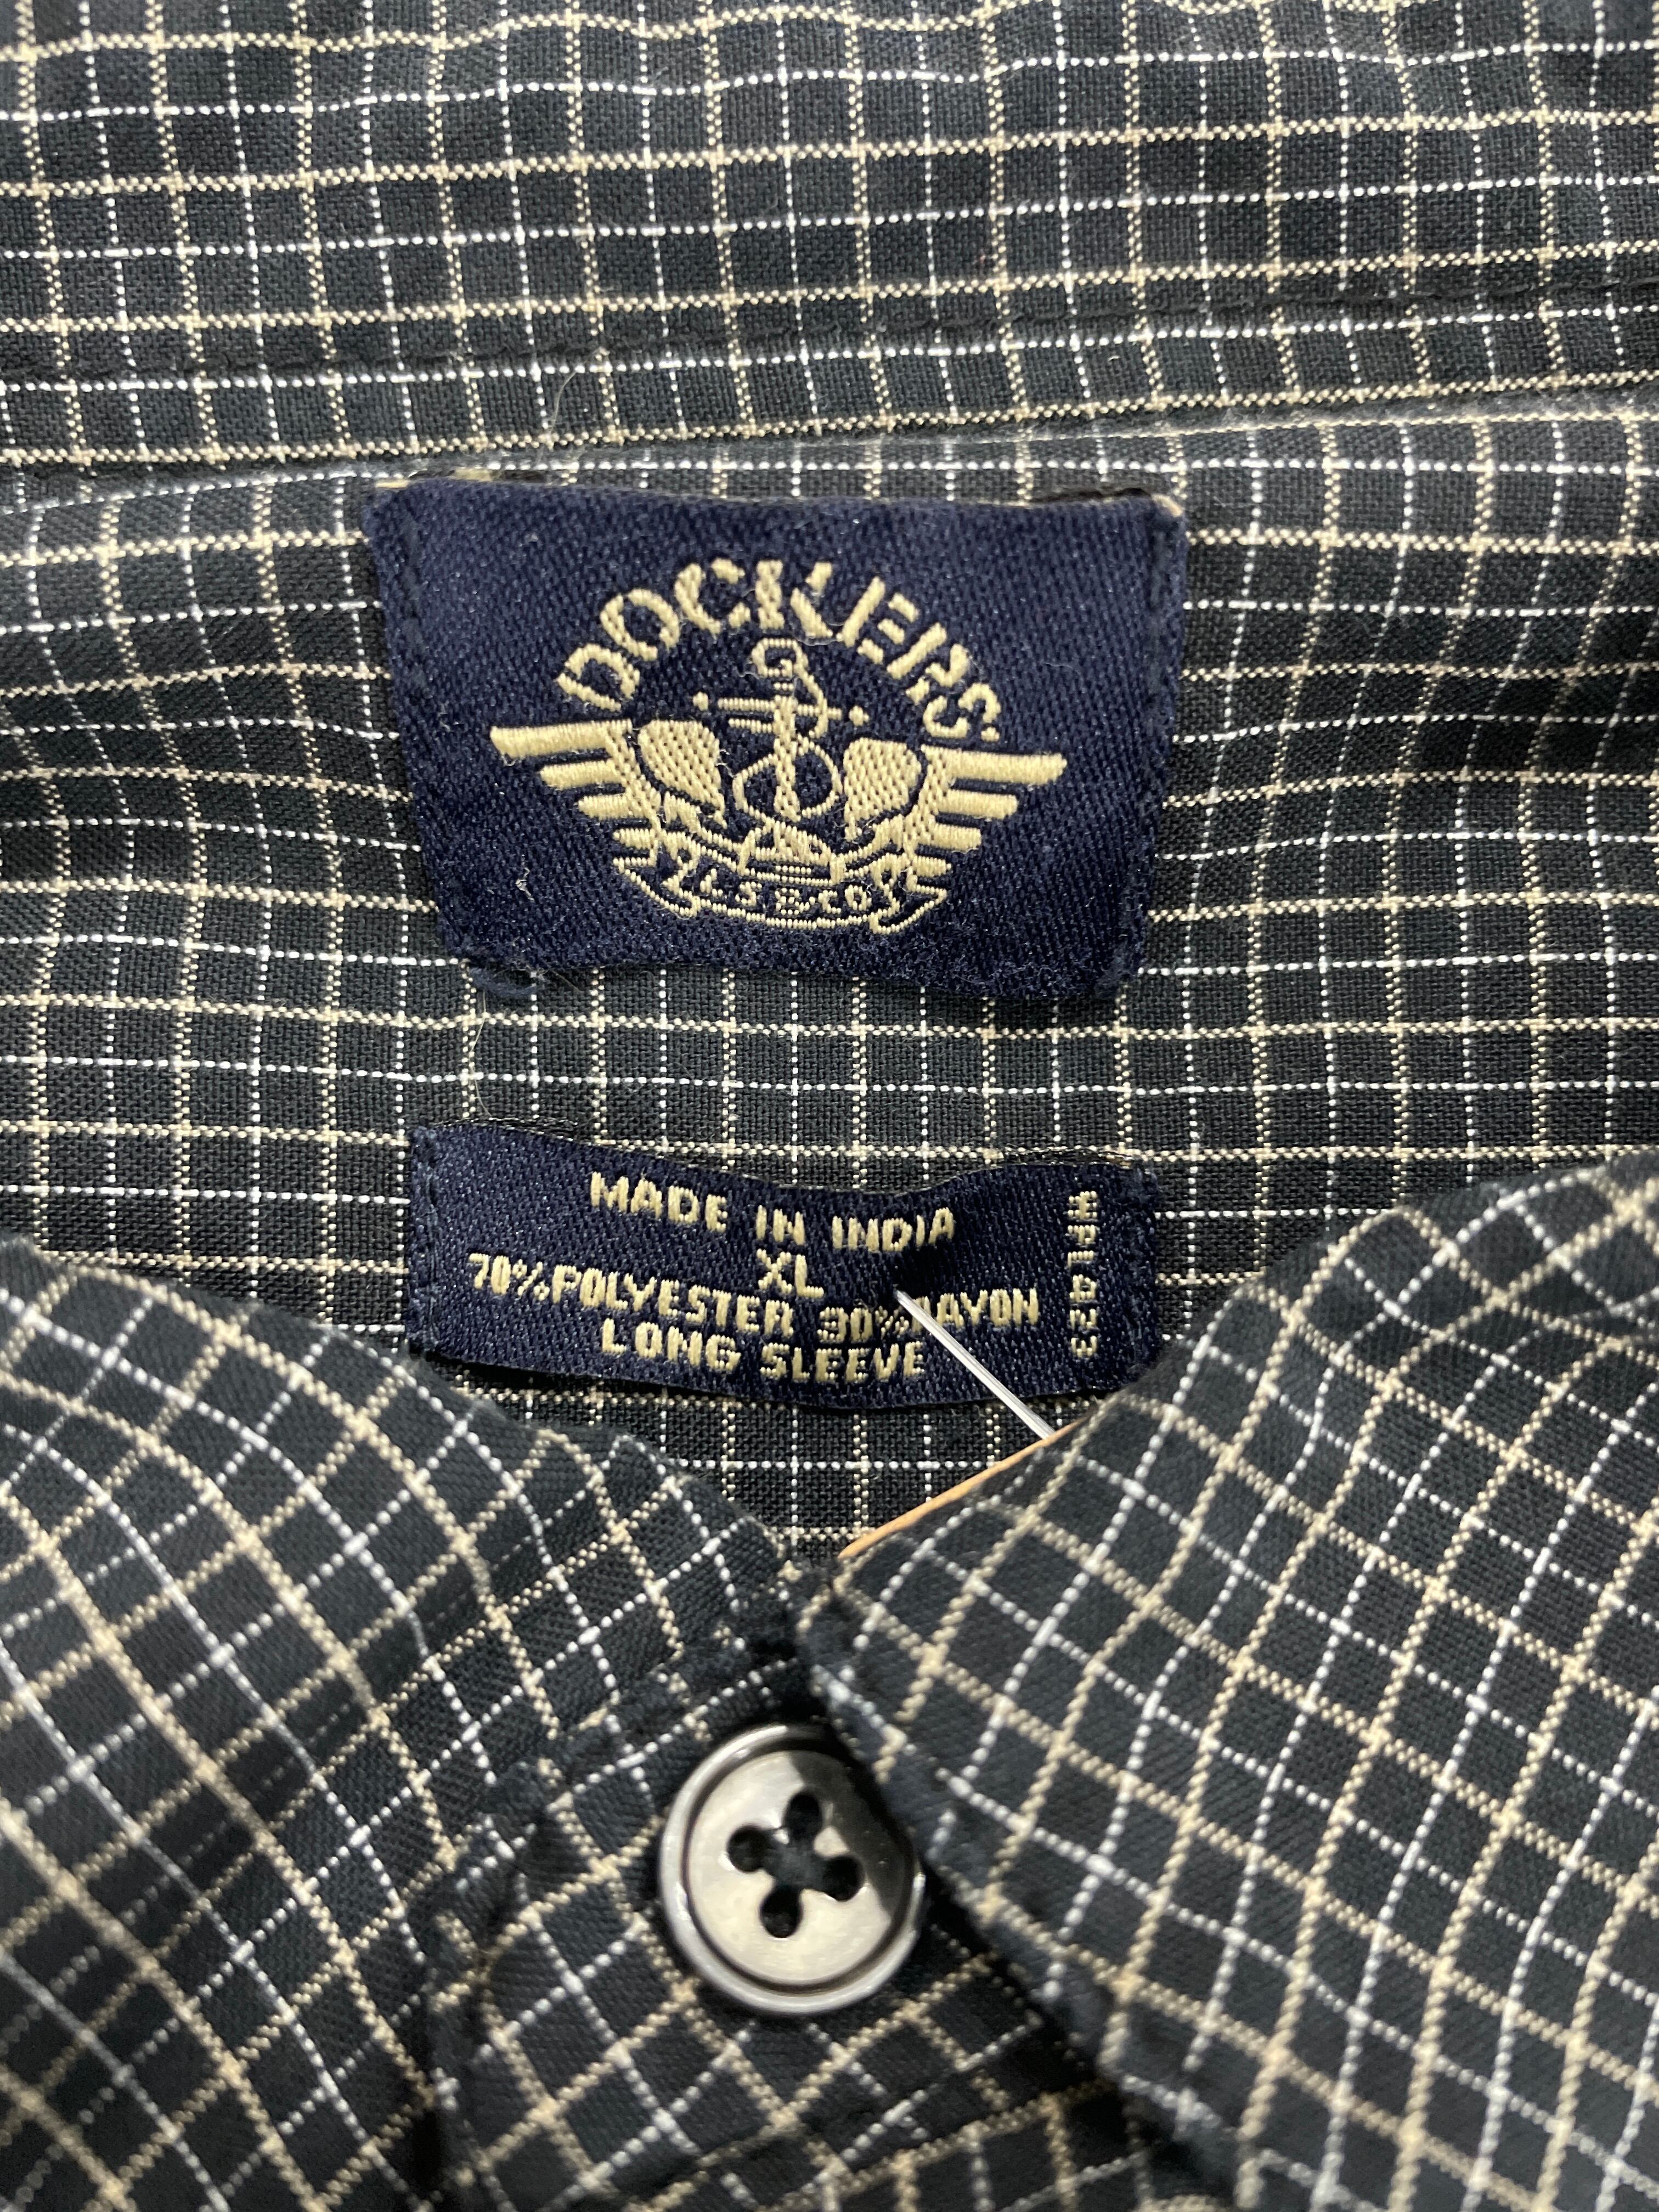 DOCKERS
LS & CO
MADE IN INDIA
XL
70% POLYESTER 30% RAYON
LONG SLEEVE